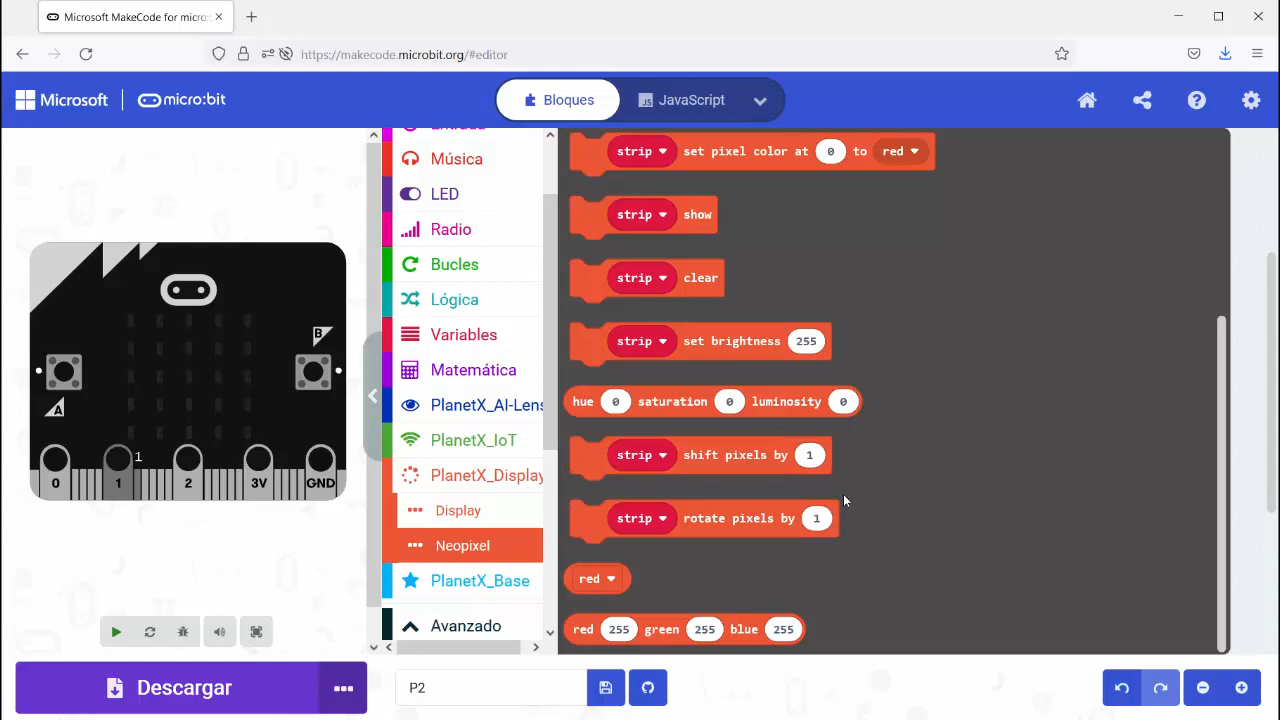 Microsoft MakeCode for micro:
https://makecode.microbit.org/#editor
Microsoft
micro:bit
Bloques
JavaScript
Música
LED
Radio
Bucles
Lógica
Variables
Matemática
PlanetX_AI-Lens
PlanetX_IoT
PlanetX_Display
Display
Neopixel
PlanetX_Base
Avanzado
strip set pixel color at 0 to red
strip show
strip clear
strip set brightness 255
hue 0 saturation 0 luminosity 0
strip shift pixels by 1
strip rotate pixels by 1
red
red 255 green 255 blue 255
B
A
1
0 1 2 3V GND
Descargar
P2